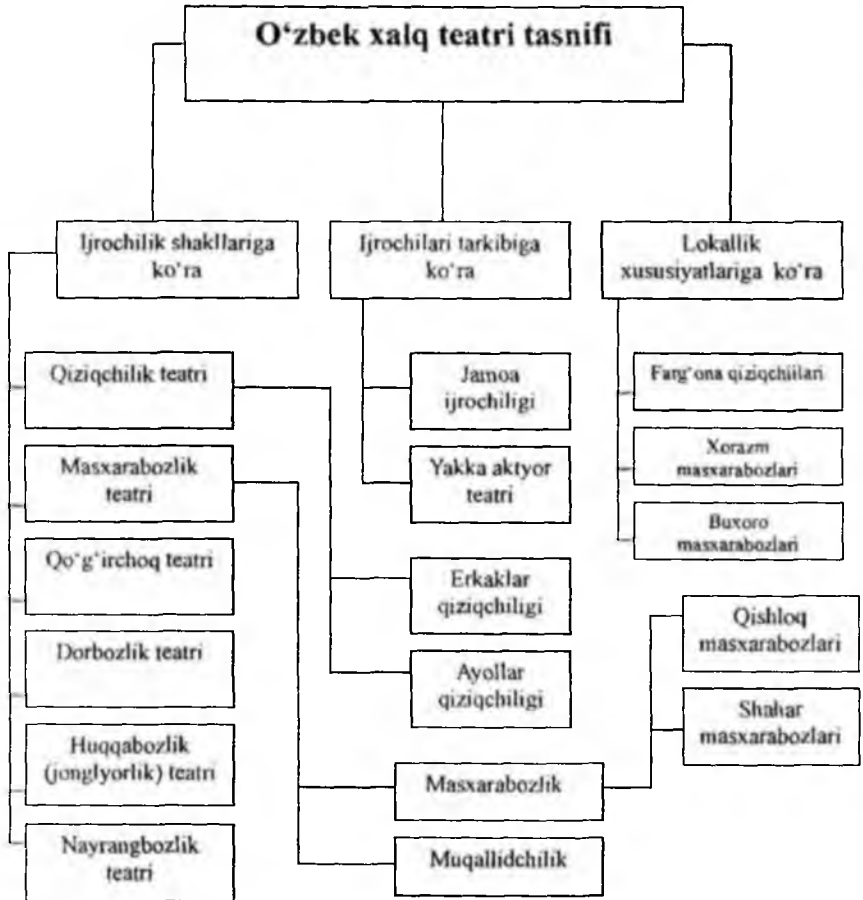 O‘zbek xalq teatri tasnifi
Ijrochilik shakllariga
ko‘ra
Ijrochilari tarkibiga
ko‘ra
Lokallik
xususiyatlariga ko‘ra
Qiziqchilik teatri
Masxarabozlik
teatri
Qo‘g‘irchoq teatri
Dorbozlik teatri
Huqqabozlik
(jonglyorlik) teatri
Nayrangbozlik
teatri
Jamoa
ijrochiligi
Yakka aktyor
teatri
Erkaklar
qiziqchiligi
Ayollar
qiziqchiligi
Masxarabozlik
Muqallidchilik
Farg‘ona qiziqchiilari
Xorazm
masxarabozlari
Buxoro
masxarabozlari
Qishloq
masxarabozlari
Shahar
masxarabozlari